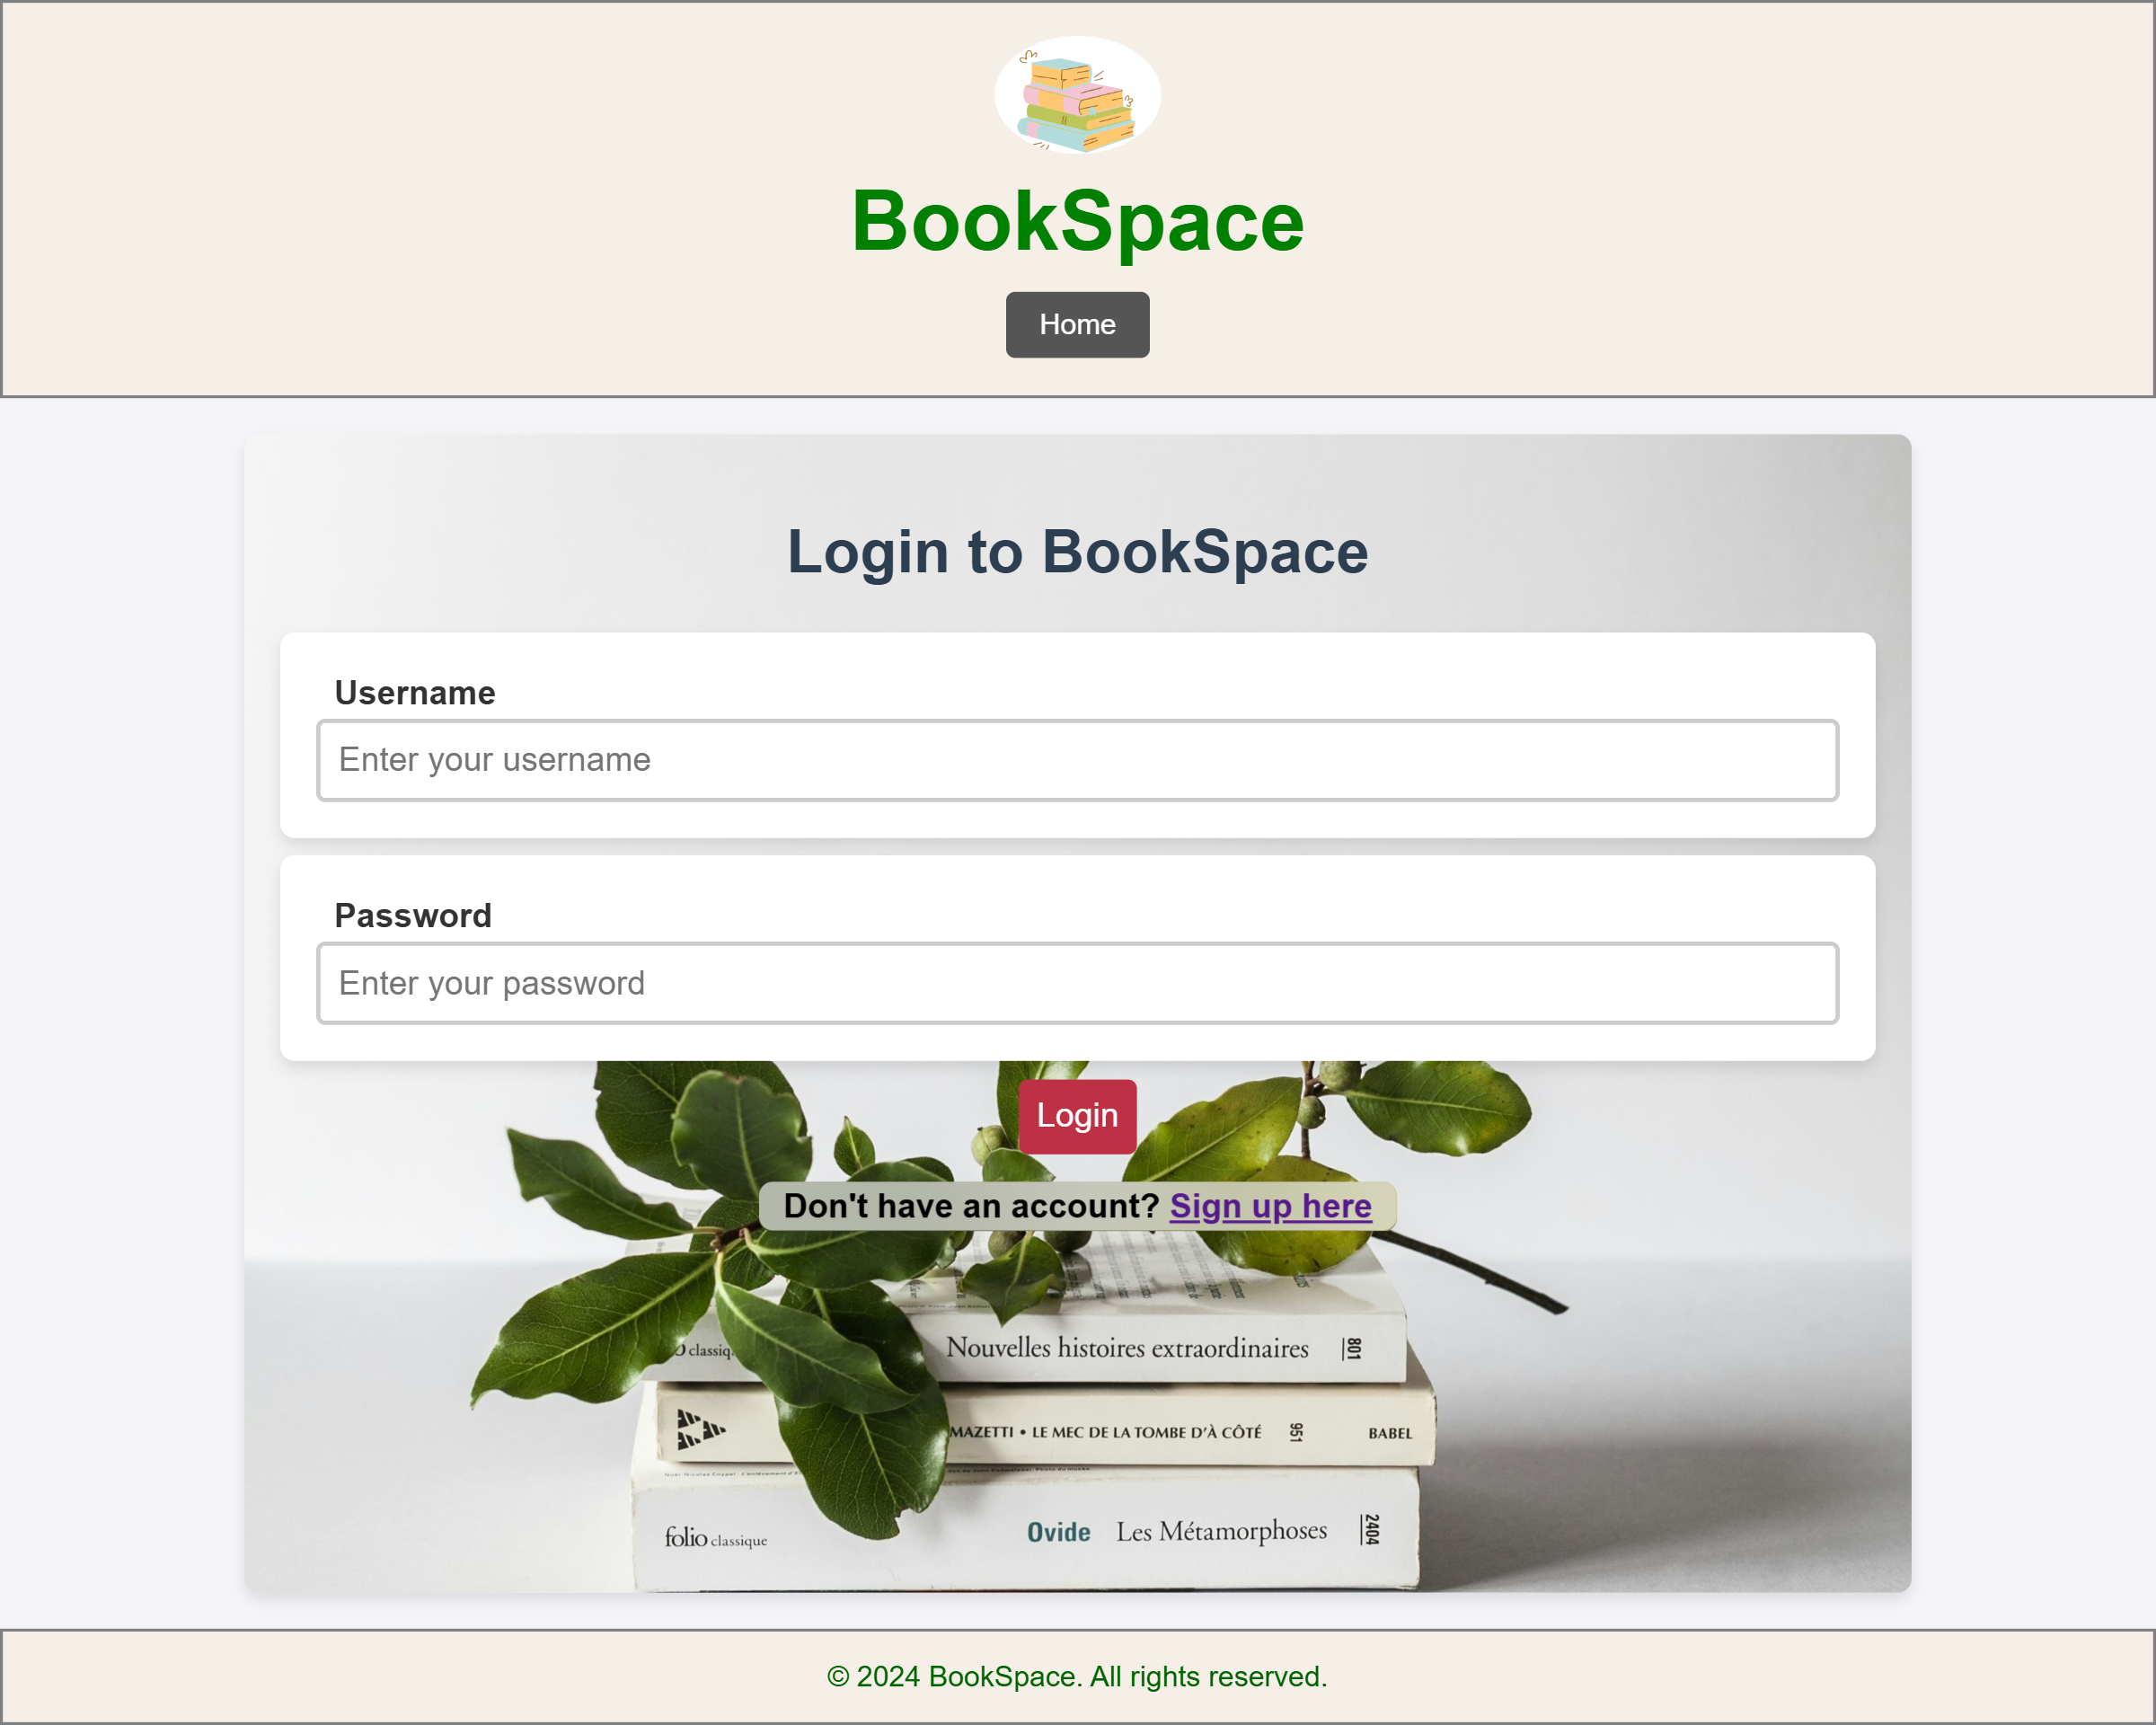 BookSpace
Home
Login to BookSpace
Username
Enter your username
Password
Enter your password
Login
Don't have an account? Sign up here
classiq
Nouvelles histoires extraordinaires 801
MAZETTI • LE MEC DE LA TOMBE D'À CÔTÉ 951 BABEL
folio classique Ovide Les Métamorphoses 2404
© 2024 BookSpace. All rights reserved.